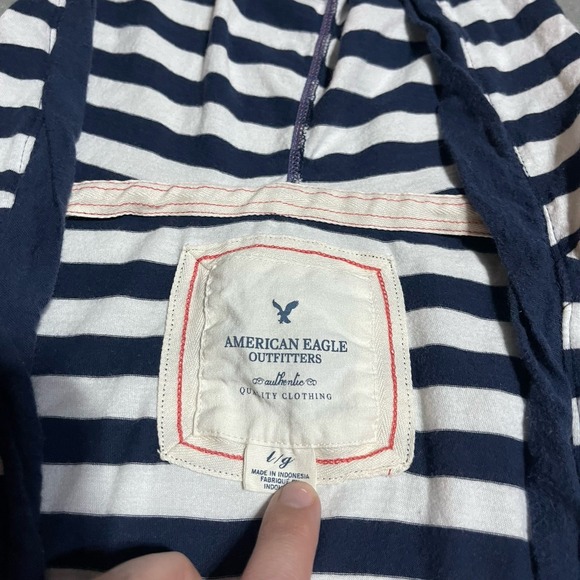 AMERICAN EAGLE
OUTFITTERS
authentic
QUALITY CLOTHING
l/g
MADE IN INDONESIA
FABRIQUÉ